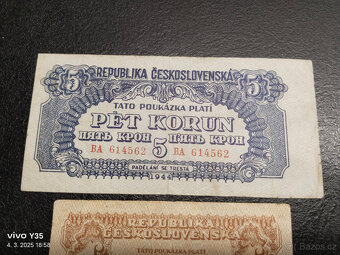 5 REPUBLIKA ČESKOSLOVENSKÁ 5
TATO POUKÁZKA PLATÍ
PĚT KORUN
ПЯТЬ КРОН 5 ПЯТЬ КРОН
BA 614562 BA 614562
PADĚLÁNÍ SE TRESTÁ
1944
REPUBLIKA
ČESKOSLOVENSKÁ
TATO POUKÁZKA PLATÍ
vivo Y35
4. 3. 2025 18:58
Bazos.cz